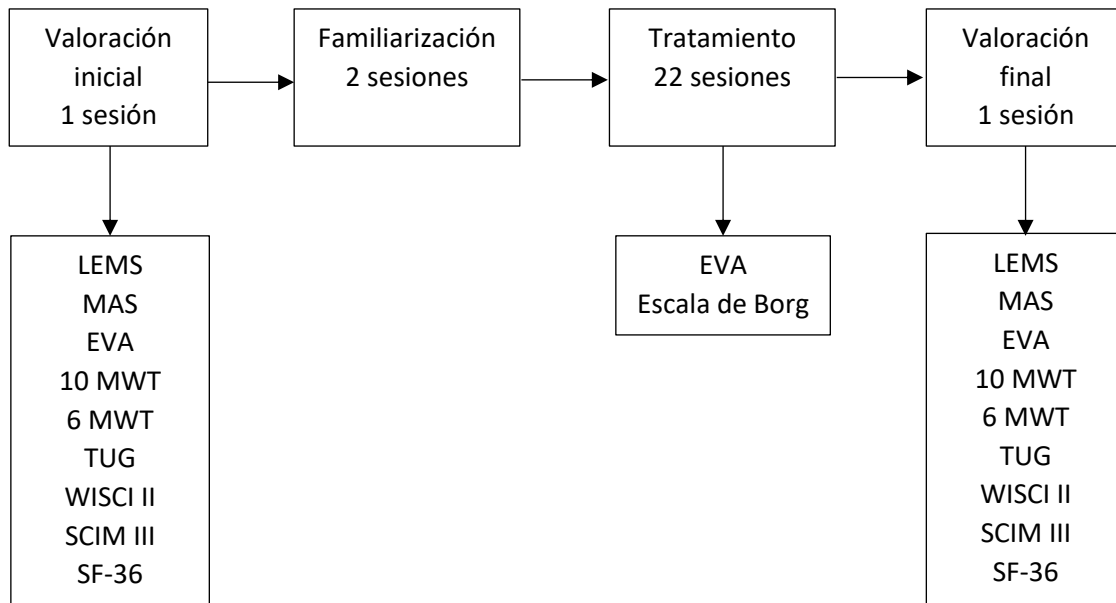 Valoración
inicial
1 sesión
Familiarización
2 sesiones
Tratamiento
22 sesiones
Valoración
final
1 sesión
LEMS
MAS
EVA
10 MWT
6 MWT
TUG
WISCI II
SCIM III
SF-36
EVA
Escala de Borg
LEMS
MAS
EVA
10 MWT
6 MWT
TUG
WISCI II
SCIM III
SF-36